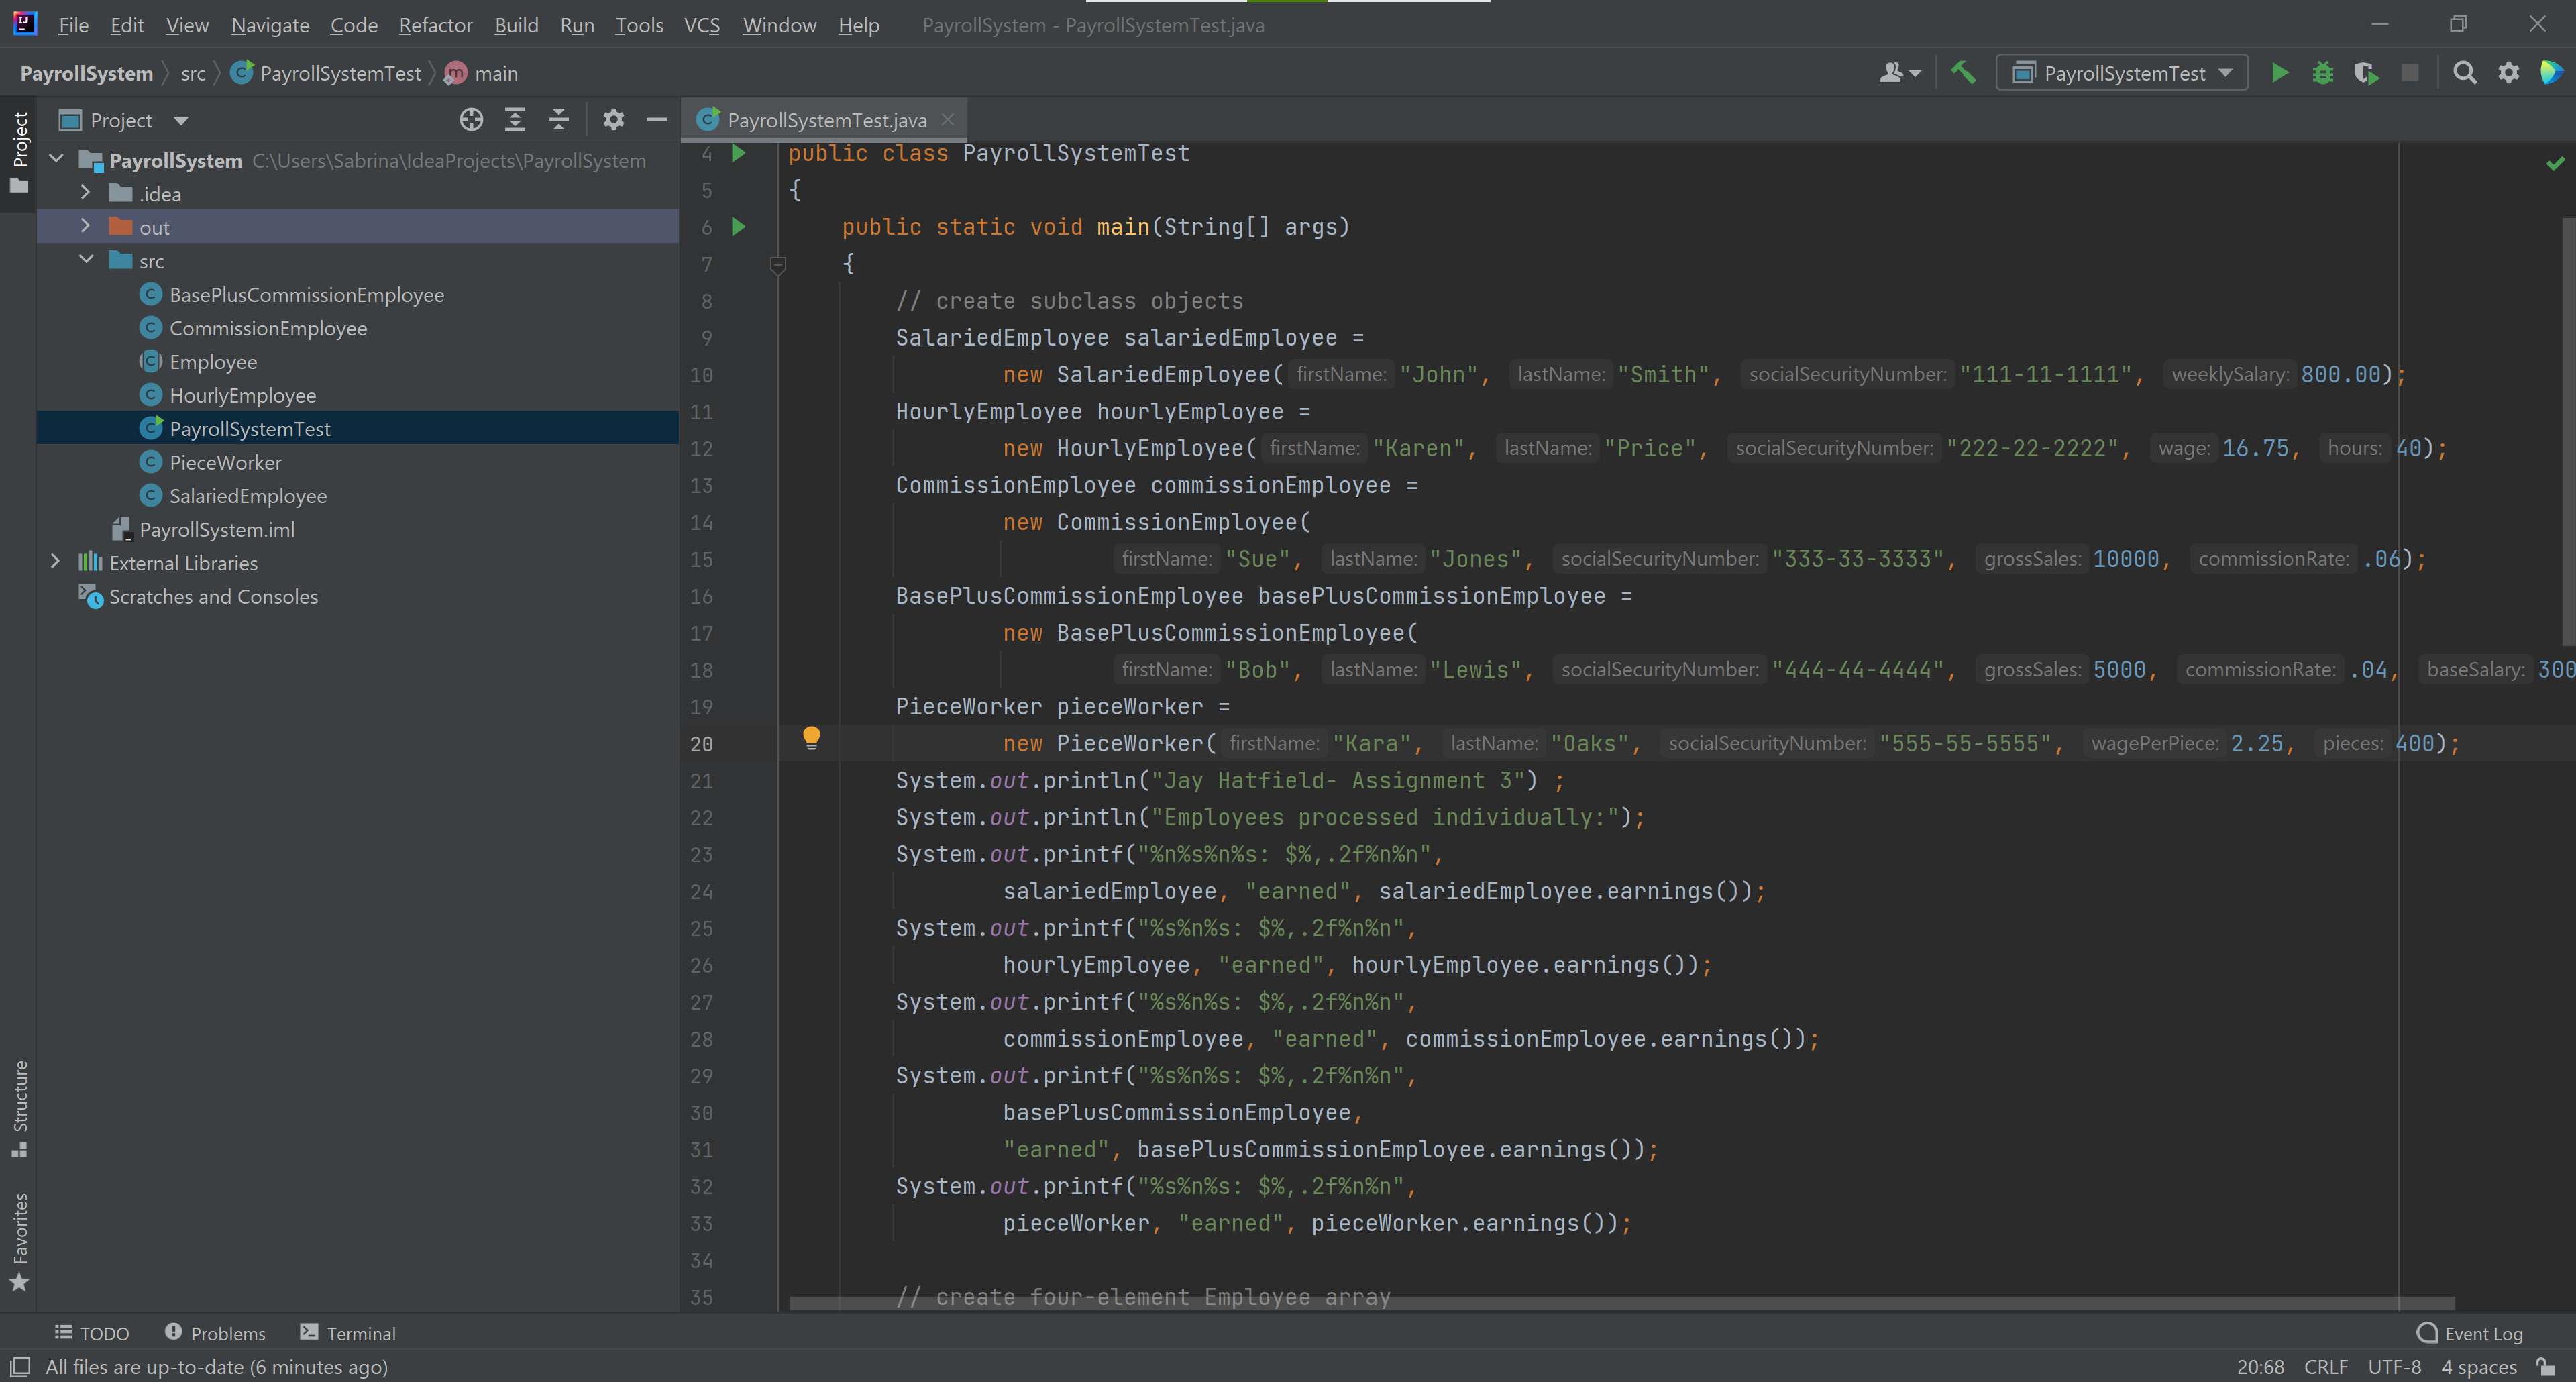 File Edit View Navigate Code Refactor Build Run Tools VCS Window Help PayrollSystem - PayrollSystemTest.java
PayrollSystem src PayrollSystemTest main
PayrollSystemTest
Project
Project
PayrollSystem C:\Users\Sabrina\IdeaProjects\PayrollSystem
.idea
out
src
BasePlusCommissionEmployee
CommissionEmployee
Employee
HourlyEmployee
PayrollSystemTest
PieceWorker
SalariedEmployee
PayrollSystem.iml
External Libraries
Scratches and Consoles
Structure
Favorites
PayrollSystemTest.java
4 public class PayrollSystemTest
5 {
6 public static void main(String[] args)
7 {
8 // create subclass objects
9 SalariedEmployee salariedEmployee =
10 new SalariedEmployee( firstName: "John", lastName: "Smith", socialSecurityNumber: "111-11-1111", weeklySalary: 800.00);
11 HourlyEmployee hourlyEmployee =
12 new HourlyEmployee( firstName: "Karen", lastName: "Price", socialSecurityNumber: "222-22-2222", wage: 16.75, hours: 40);
13 CommissionEmployee commissionEmployee =
14 new CommissionEmployee(
15 firstName: "Sue", lastName: "Jones", socialSecurityNumber: "333-33-3333", grossSales: 10000, commissionRate: .06);
16 BasePlusCommissionEmployee basePlusCommissionEmployee =
17 new BasePlusCommissionEmployee(
18 firstName: "Bob", lastName: "Lewis", socialSecurityNumber: "444-44-4444", grossSales: 5000, commissionRate: .04, baseSalary: 300
19 PieceWorker pieceWorker =
20 new PieceWorker( firstName: "Kara", lastName: "Oaks", socialSecurityNumber: "555-55-5555", wagePerPiece: 2.25, pieces: 400);
21 System.out.println("Jay Hatfield- Assignment 3") ;
22 System.out.println("Employees processed individually:");
23 System.out.printf("%n%s%n%s: $%,.2f%n%n",
24 salariedEmployee, "earned", salariedEmployee.earnings());
25 System.out.printf("%s%n%s: $%,.2f%n%n",
26 hourlyEmployee, "earned", hourlyEmployee.earnings());
27 System.out.printf("%s%n%s: $%,.2f%n%n",
28 commissionEmployee, "earned", commissionEmployee.earnings());
29 System.out.printf("%s%n%s: $%,.2f%n%n",
30 basePlusCommissionEmployee,
31 "earned", basePlusCommissionEmployee.earnings());
32 System.out.printf("%s%n%s: $%,.2f%n%n",
33 pieceWorker, "earned", pieceWorker.earnings());
34
35 // create four-element Employee array
TODO Problems Terminal Event Log
All files are up-to-date (6 minutes ago) 20:68 CRLF UTF-8 4 spaces